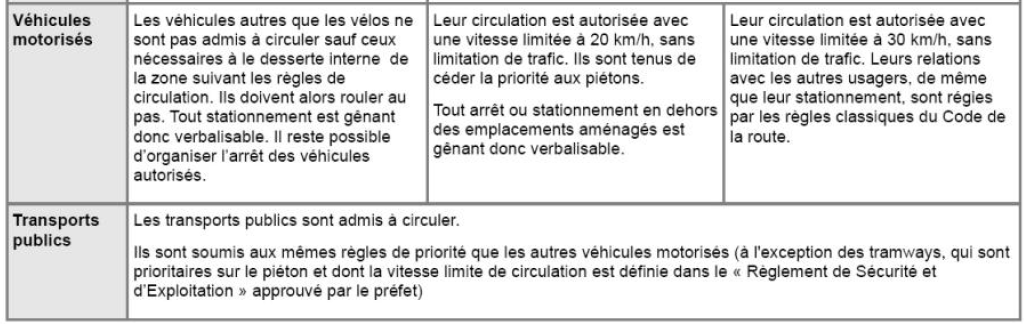 Véhicules
motorisés
Les véhicules autres que les vélos ne
sont pas admis à circuler sauf ceux
nécessaires à le desserte interne de
la zone suivant les règles de
circulation. Ils doivent alors rouler au
pas. Tout stationnement est gênant
donc verbalisable. Il reste possible
d'organiser l'arrêt des véhicules
autorisés.
Leur circulation est autorisée avec
une vitesse limitée à 20 km/h, sans
limitation de trafic. Ils sont tenus de
céder la priorité aux piétons.
Tout arrêt ou stationnement en dehors
des emplacements aménagés est
gênant donc verbalisable.
Leur circulation est autorisée avec
une vitesse limitée à 30 km/h, sans
limitation de trafic. Leurs relations
avec les autres usagers, de même
que leur stationnement, sont régies
par les règles classiques du Code de
la route.
Transports
publics
Les transports publics sont admis à circuler.
Ils sont soumis aux mêmes règles de priorité que les autres véhicules motorisés (à l'exception des tramways, qui sont
prioritaires sur le piéton et dont la vitesse limite de circulation est définie dans le « Règlement de Sécurité et
d'Exploitation » approuvé par le préfet)